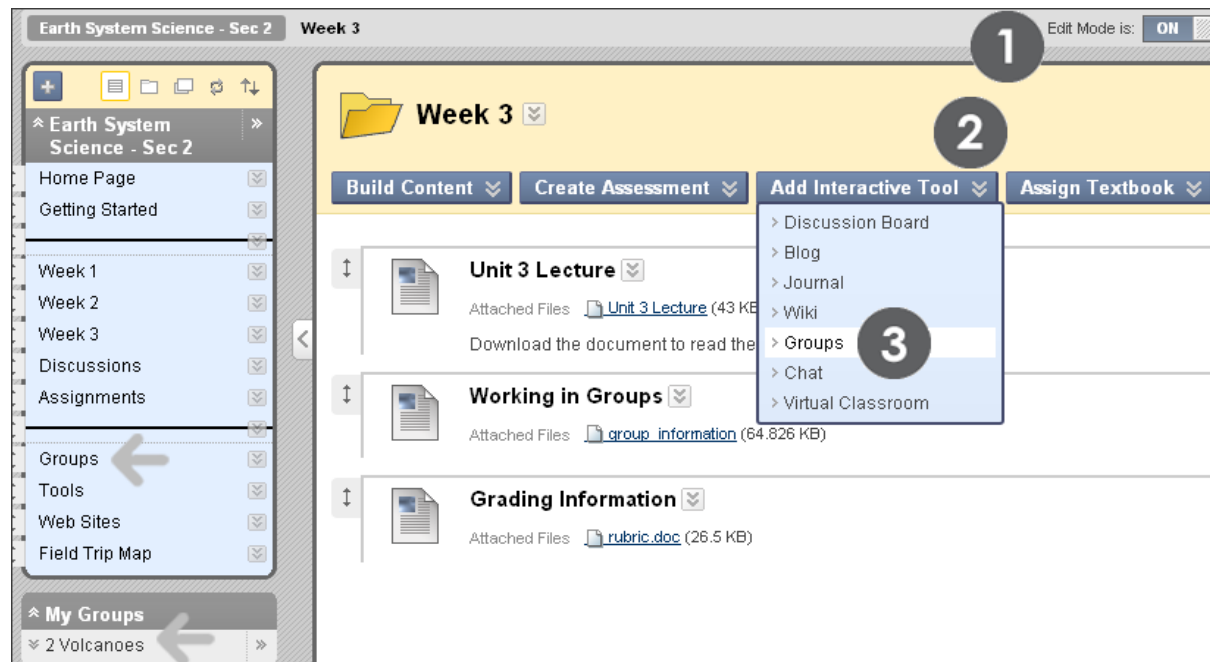 Earth System Science - Sec 2 Week 3
Edit Mode is: ON
1
Earth System
Science - Sec 2
Home Page
Getting Started
Week 1
Week 2
Week 3
Discussions
Assignments
Groups
Tools
Web Sites
Field Trip Map
My Groups
2 Volcanoes
Week 3
2
Build Content Create Assessment Add Interactive Tool Assign Textbook
Discussion Board
Blog
Journal
Wiki
Groups 3
Chat
Virtual Classroom
Unit 3 Lecture
Attached Files Unit 3 Lecture (43 KB
Download the document to read the
Working in Groups
Attached Files group_information (64.826 KB)
Grading Information
Attached Files rubric.doc (26.5 KB)